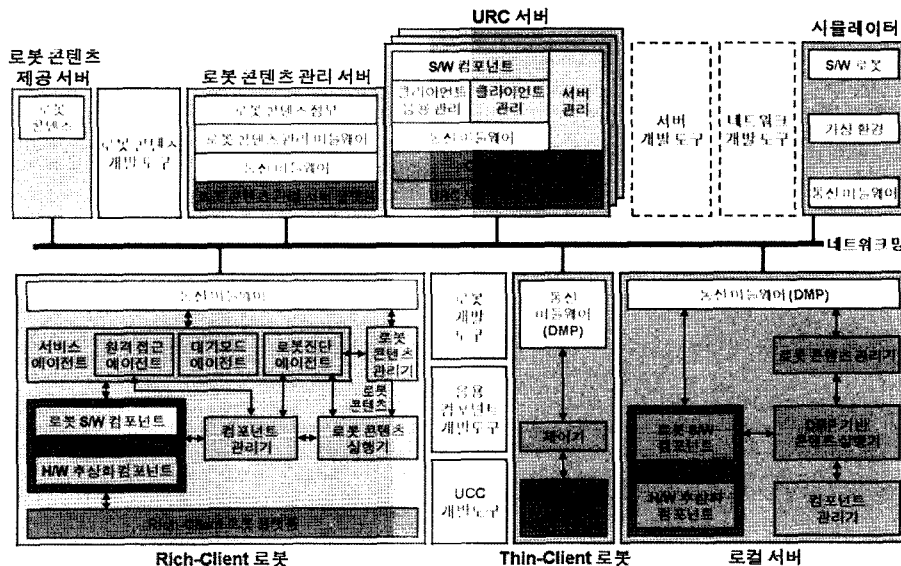 URC 서버
시뮬레이터
로봇 콘텐츠
제공 서버
로봇 콘텐츠 관리 서버
로봇
콘텐츠
로봇 콘텐츠
개발 도구
로봇 콘텐츠 정보
로봇 콘텐츠관리 미들웨어
통신 미들웨어
S/W 컴포넌트
클라이언트
응용 관리
클라이언트
관리
서버
관리
통신 미들웨어
서버
개발 도구
네트워크
개발 도구
S/W 로봇
가상 환경
통신 미들웨어
네트워크 망
통신 미들웨어
서비스
에이전트
원격 접근
에이전트
대기모드
에이전트
로봇진단
에이전트
로봇
콘텐츠
관리기
로봇
콘텐츠
로봇 S/W 컴포넌트
H/W 추상화 컴포넌트
컴포넌트
관리기
로봇 콘텐츠
실행기
Rich-Client 로봇
로봇
개발
도구
응용
컴포넌트
개발도구
UCC
개발도구
통신
미들웨어
(DMP)
제어기
Thin-Client 로봇
통신 미들웨어 (DMP)
로봇 콘텐츠 관리기
로봇 S/W
컴포넌트
H/W 추상화
컴포넌트
DMP 기반
콘텐츠 실행기
컴포넌트
관리기
로컬 서버